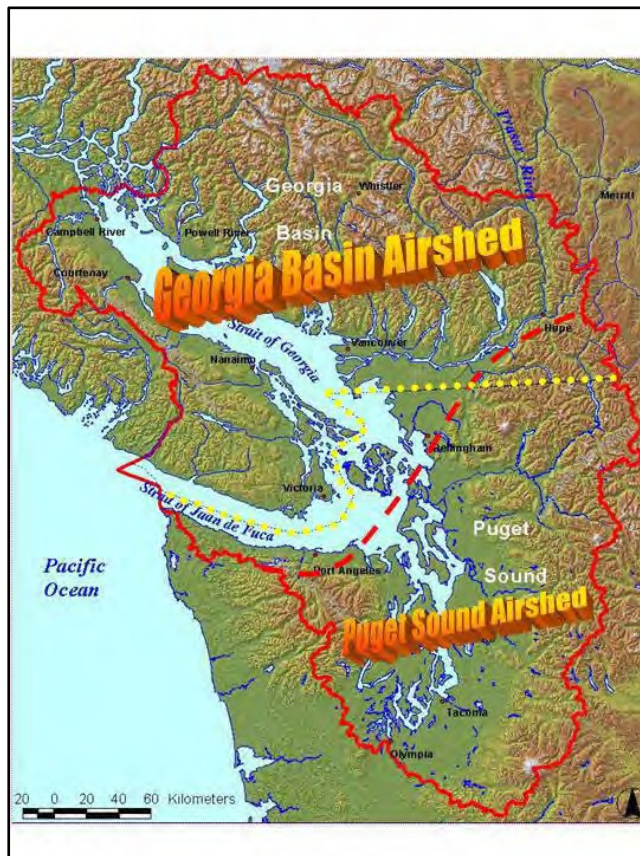 Fraser River
Georgia
Whistler
Merritt
Basin
Campbell River
Powell River
Georgia Basin Airshed
Courtenay
Strait of Georgia
Hope
Vancouver
Nanaimo
Bellingham
Victoria
Strait of Juan de Fuca
Puget
Pacific
Ocean
Port Angeles
Sound
Puget Sound Airshed
Tacoma
Olympia
20 0 20 40 60 Kilometers